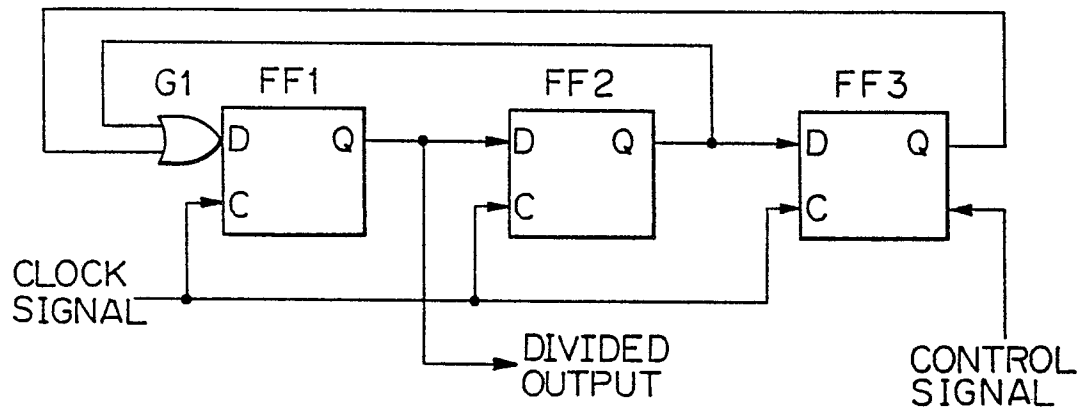 G1
FF1
FF2
FF3
D
Q
D
Q
D
Q
C
C
C
CLOCK
SIGNAL
DIVIDED
OUTPUT
CONTROL
SIGNAL